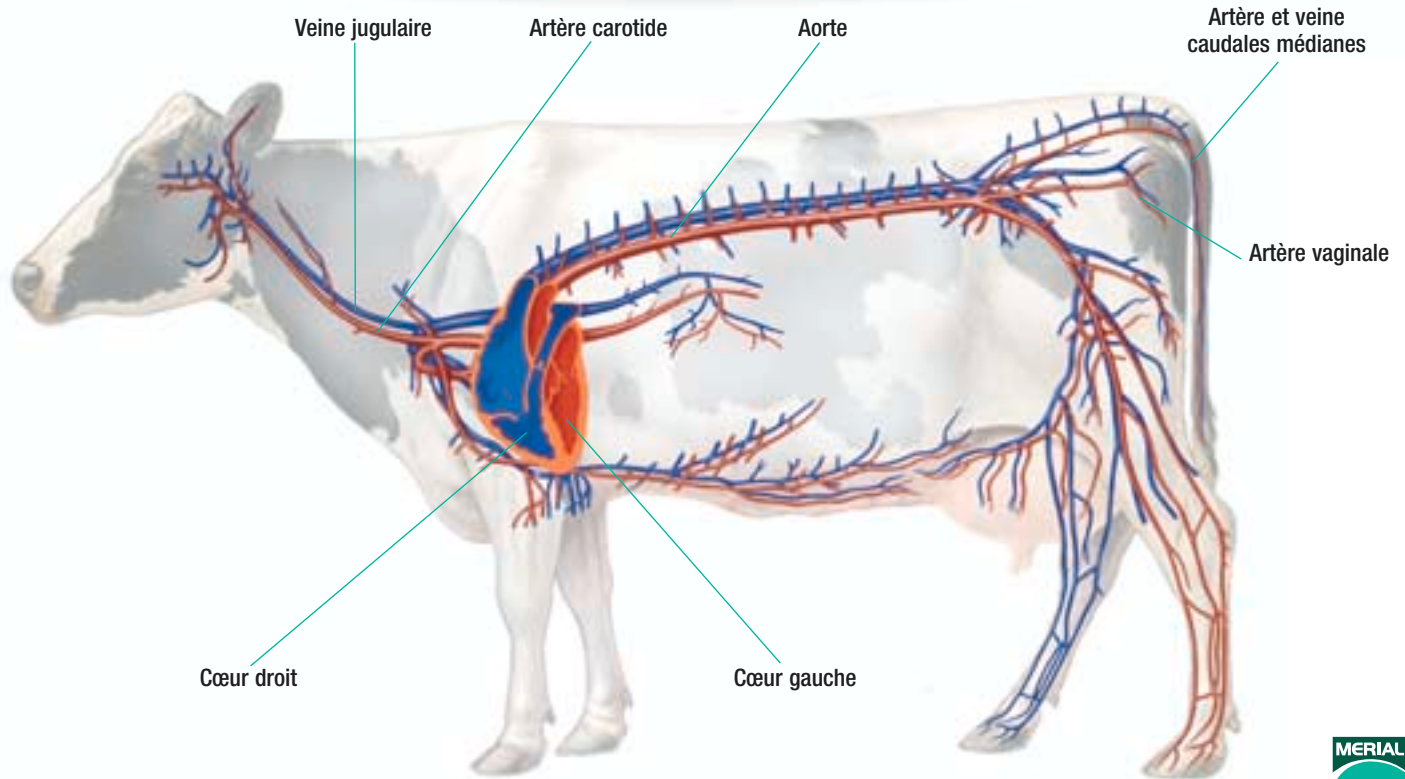 Veine jugulaire
Artère carotide
Aorte
Artère et veine
caudales médianes
Artère vaginale
Cœur droit
Cœur gauche
MERIAL